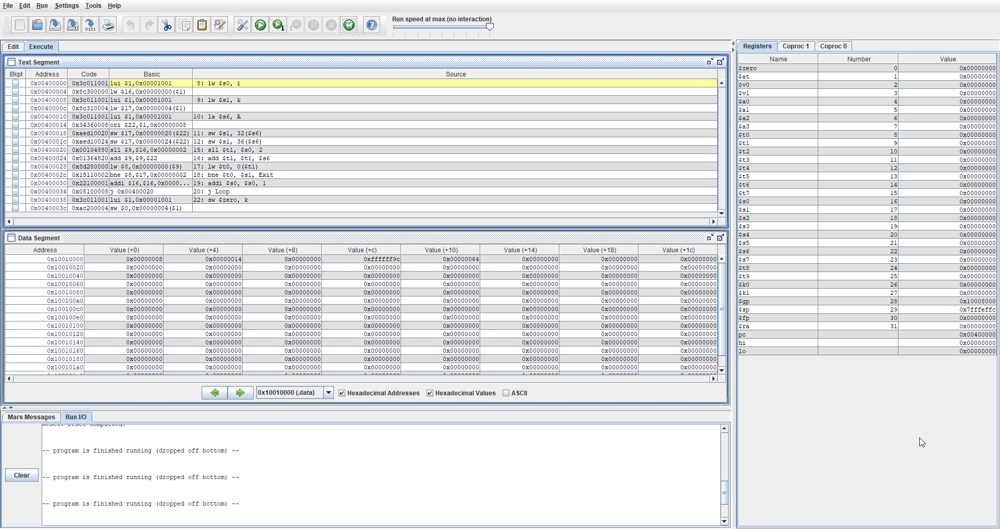 File Edit Run Settings Tools Help
Run speed at max (no interaction)
Edit Execute
Text Segment
Bkpt Address Code Basic Source
0x00400000 0x3c011001 lui $1,0x00001001 8: lw $s0, i
0x00400004 0x8c300000 lw $16,0x00000000($1)
0x00400008 0x3c011001 lui $1,0x00001001 9: lw $s1, k
0x0040000c 0x8c310004 lw $17,0x00000004($1)
0x00400010 0x3c011001 lui $1,0x00001001 10: la $s6, A
0x00400014 0x34360008 ori $22,$1,0x00000008
0x00400018 0xaed10020 sw $17,0x00000020($22) 11: sw $s1, 32($s6)
0x0040001c 0xaed10024 sw $17,0x00000024($22) 12: sw $s1, 36($s6)
0x00400020 0x00104880 sll $9,$16,0x00000002 15: sll $t1, $s0, 2
0x00400024 0x01364820 add $9,$9,$22 16: add $t1, $t1, $s6
0x00400028 0x8d280000 lw $8,0x00000000($9) 17: lw $t0, 0($t1)
0x0040002c 0x15110002 bne $8,$17,0x00000002 18: bne $t0, $s1, Exit
0x00400030 0x22100001 addi $16,$16,0x0000... 19: addi $s0, $s0, 1
0x00400034 0x08100008 j 0x00400020 20: j Loop
0x00400038 0x3c011001 lui $1,0x00001001 22: sw $zero, k
0x0040003c 0xac200004 sw $0,0x00000004($1)
Data Segment
Address Value (+0) Value (+4) Value (+8) Value (+c) Value (+10) Value (+14) Value (+18) Value (+1c)
0x10010000 0x00000008 0x00000014 0x00000000 0xffffff9c 0x00000064 0x00000000 0x00000000 0x00000000
0x10010020 0x00000000 0x00000000 0x00000000 0x00000000 0x00000000 0x00000000 0x00000000 0x00000000
0x10010040 0x00000000 0x00000000 0x00000000 0x00000000 0x00000000 0x00000000 0x00000000 0x00000000
0x10010060 0x00000000 0x00000000 0x00000000 0x00000000 0x00000000 0x00000000 0x00000000 0x00000000
0x10010080 0x00000000 0x00000000 0x00000000 0x00000000 0x00000000 0x00000000 0x00000000 0x00000000
0x100100a0 0x00000000 0x00000000 0x00000000 0x00000000 0x00000000 0x00000000 0x00000000 0x00000000
0x100100c0 0x00000000 0x00000000 0x00000000 0x00000000 0x00000000 0x00000000 0x00000000 0x00000000
0x100100e0 0x00000000 0x00000000 0x00000000 0x00000000 0x00000000 0x00000000 0x00000000 0x00000000
0x10010100 0x00000000 0x00000000 0x00000000 0x00000000 0x00000000 0x00000000 0x00000000 0x00000000
0x10010120 0x00000000 0x00000000 0x00000000 0x00000000 0x00000000 0x00000000 0x00000000 0x00000000
0x10010140 0x00000000 0x00000000 0x00000000 0x00000000 0x00000000 0x00000000 0x00000000 0x00000000
0x10010160 0x00000000 0x00000000 0x00000000 0x00000000 0x00000000 0x00000000 0x00000000 0x00000000
0x10010180 0x00000000 0x00000000 0x00000000 0x00000000 0x00000000 0x00000000 0x00000000 0x00000000
0x100101a0 0x00000000 0x00000000 0x00000000 0x00000000 0x00000000 0x00000000 0x00000000 0x00000000
0x10010000 (.data) Hexadecimal Addresses Hexadecimal Values ASCII
Mars Messages Run I/O
Reset: reset completed.
-- program is finished running (dropped off bottom) --
-- program is finished running (dropped off bottom) --
-- program is finished running (dropped off bottom) --
Clear
Registers Coproc 1 Coproc 0
Name Number Value
$zero 0 0x00000000
$at 1 0x00000000
$v0 2 0x00000000
$v1 3 0x00000000
$a0 4 0x00000000
$a1 5 0x00000000
$a2 6 0x00000000
$a3 7 0x00000000
$t0 8 0x00000000
$t1 9 0x00000000
$t2 10 0x00000000
$t3 11 0x00000000
$t4 12 0x00000000
$t5 13 0x00000000
$t6 14 0x00000000
$t7 15 0x00000000
$s0 16 0x00000000
$s1 17 0x00000000
$s2 18 0x00000000
$s3 19 0x00000000
$s4 20 0x00000000
$s5 21 0x00000000
$s6 22 0x00000000
$s7 23 0x00000000
$t8 24 0x00000000
$t9 25 0x00000000
$k0 26 0x00000000
$k1 27 0x00000000
$gp 28 0x10008000
$sp 29 0x7fffeffc
$fp 30 0x00000000
$ra 31 0x00000000
pc 0x00400000
hi 0x00000000
lo 0x00000000